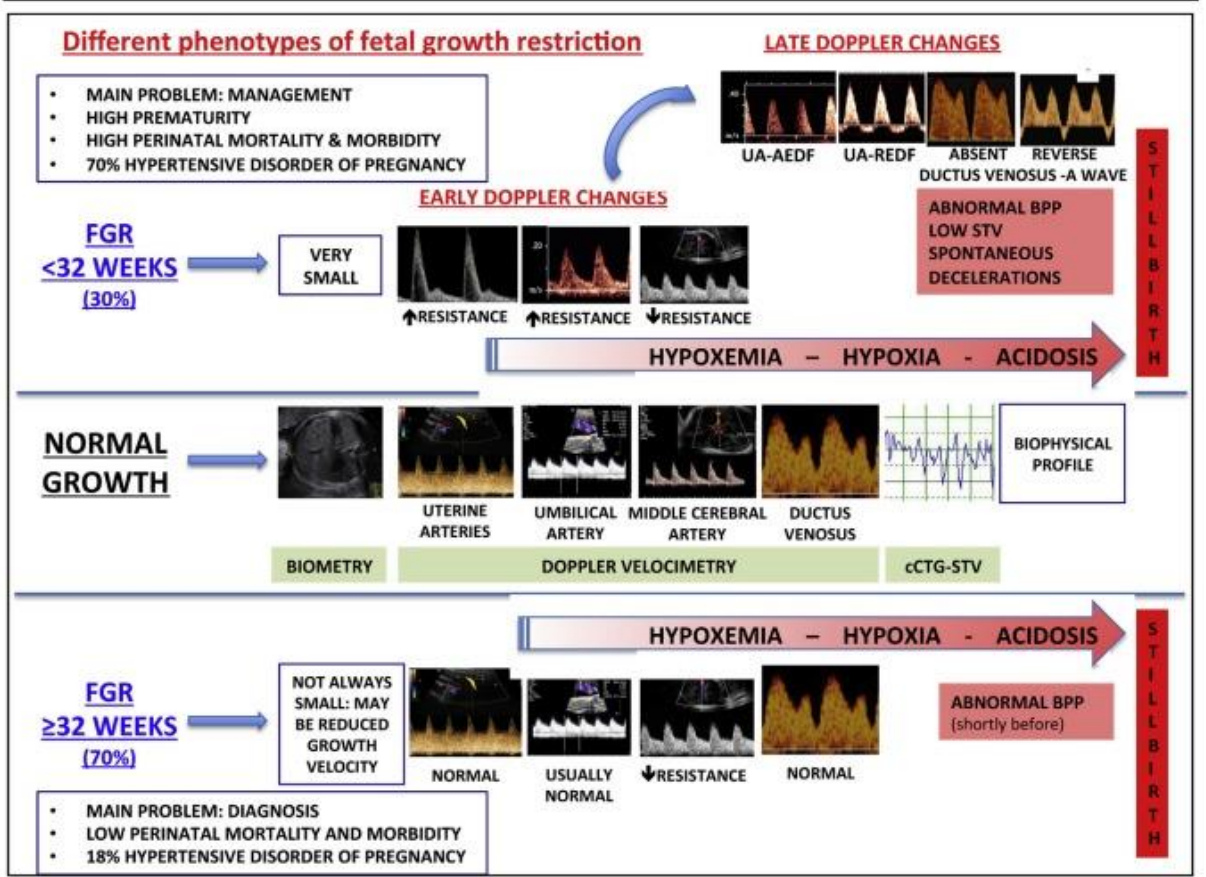 Different phenotypes of fetal growth restriction
• MAIN PROBLEM: MANAGEMENT
• HIGH PREMATURITY
• HIGH PERINATAL MORTALITY & MORBIDITY
• 70% HYPERTENSIVE DISORDER OF PREGNANCY
LATE DOPPLER CHANGES
UA-AEDF
UA-REDF
ABSENT
REVERSE
DUCTUS VENOSUS -A WAVE
ABNORMAL BPP
LOW STV
SPONTANEOUS
DECELERATIONS
EARLY DOPPLER CHANGES
FGR
<32 WEEKS
(30%)
VERY
SMALL
↑RESISTANCE
↑RESISTANCE
↓RESISTANCE
HYPOXEMIA – HYPOXIA - ACIDOSIS
STILLBIRTH
NORMAL
GROWTH
UTERINE
ARTERIES
UMBILICAL
ARTERY
MIDDLE CEREBRAL
ARTERY
DUCTUS
VENOSUS
BIOPHYSICAL
PROFILE
BIOMETRY
DOPPLER VELOCIMETRY
cCTG-STV
HYPOXEMIA – HYPOXIA - ACIDOSIS
STILLBIRTH
FGR
≥32 WEEKS
(70%)
NOT ALWAYS
SMALL: MAY
BE REDUCED
GROWTH
VELOCITY
NORMAL
USUALLY
NORMAL
↓RESISTANCE
NORMAL
ABNORMAL BPP
(shortly before)
• MAIN PROBLEM: DIAGNOSIS
• LOW PERINATAL MORTALITY AND MORBIDITY
• 18% HYPERTENSIVE DISORDER OF PREGNANCY